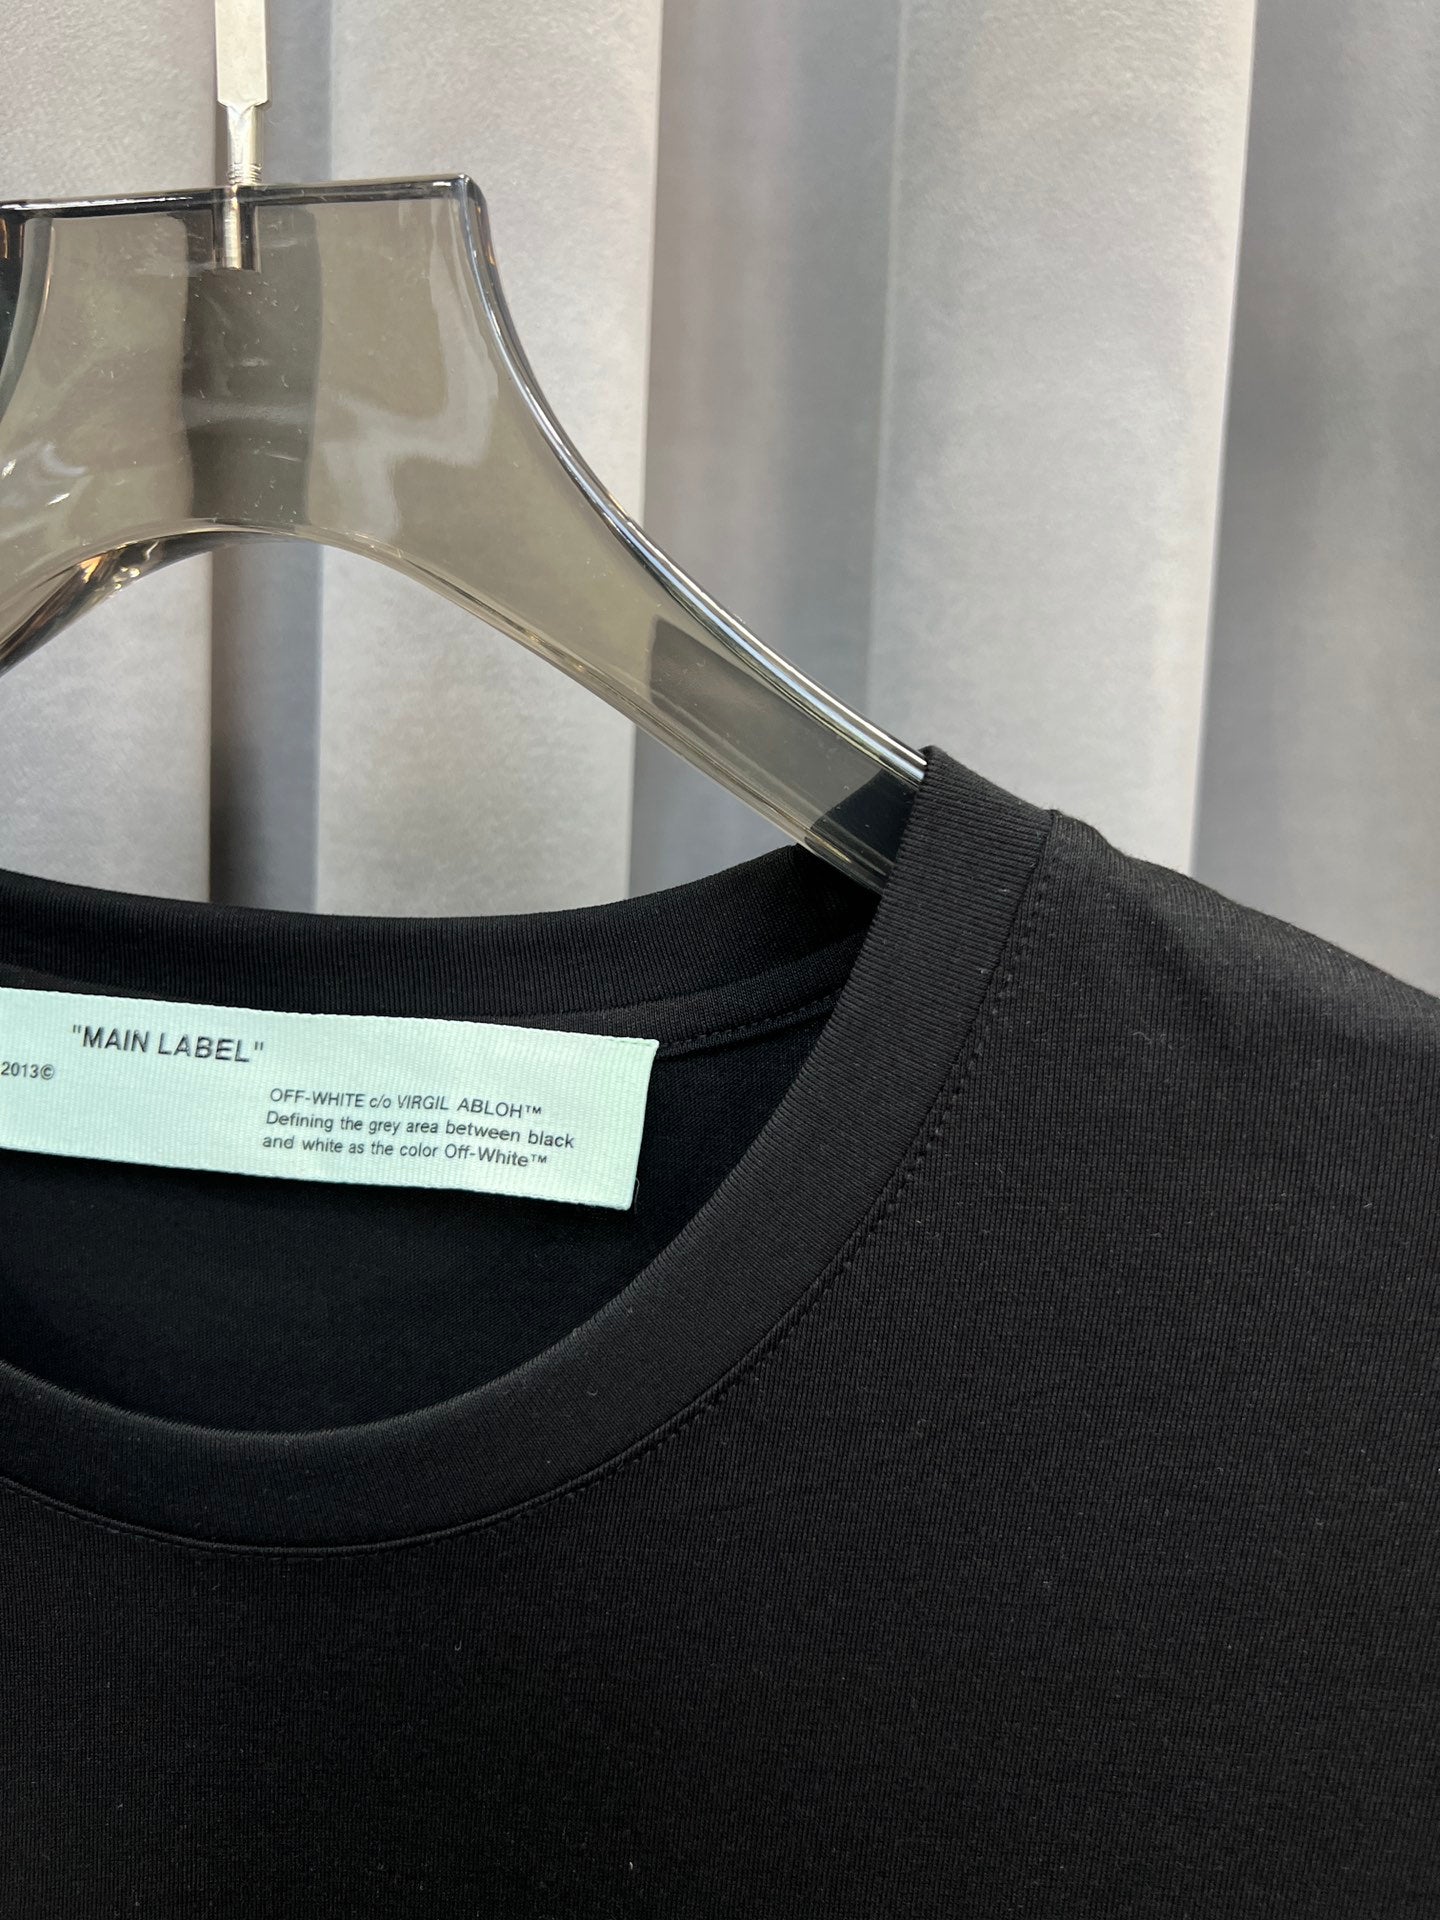 "MAIN LABEL"
2013©
OFF-WHITE c/o VIRGIL ABLOH™
Defining the grey area between black
and white as the color Off-White™